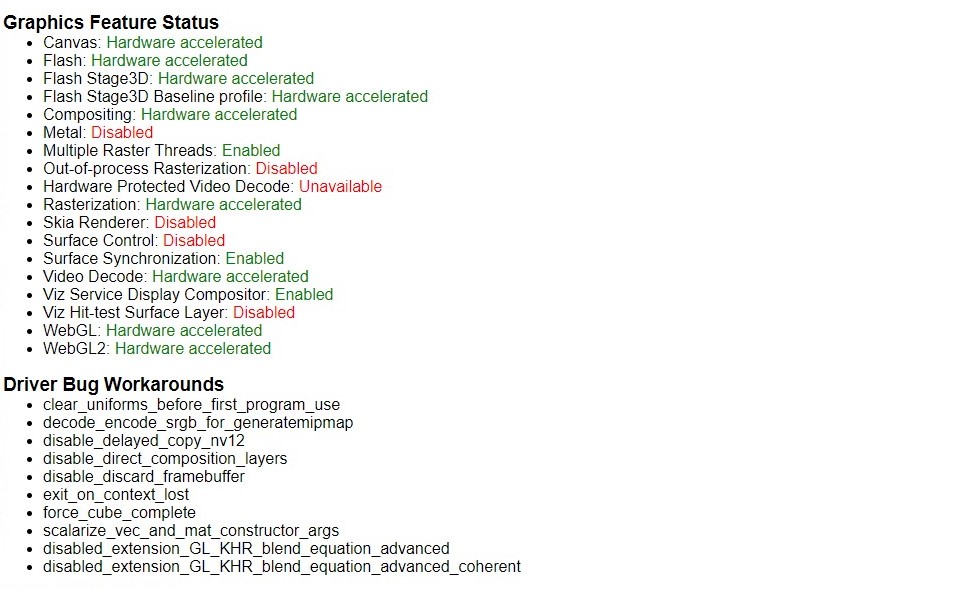 Graphics Feature Status
• Canvas: Hardware accelerated
• Flash: Hardware accelerated
• Flash Stage3D: Hardware accelerated
• Flash Stage3D Baseline profile: Hardware accelerated
• Compositing: Hardware accelerated
• Metal: Disabled
• Multiple Raster Threads: Enabled
• Out-of-process Rasterization: Disabled
• Hardware Protected Video Decode: Unavailable
• Rasterization: Hardware accelerated
• Skia Renderer: Disabled
• Surface Control: Disabled
• Surface Synchronization: Enabled
• Video Decode: Hardware accelerated
• Viz Service Display Compositor: Enabled
• Viz Hit-test Surface Layer: Disabled
• WebGL: Hardware accelerated
• WebGL2: Hardware accelerated
Driver Bug Workarounds
• clear_uniforms_before_first_program_use
• decode_encode_srgb_for_generatemipmap
• disable_delayed_copy_nv12
• disable_direct_composition_layers
• disable_discard_framebuffer
• exit_on_context_lost
• force_cube_complete
• scalarize_vec_and_mat_constructor_args
• disabled_extension_GL_KHR_blend_equation_advanced
• disabled_extension_GL_KHR_blend_equation_advanced_coherent